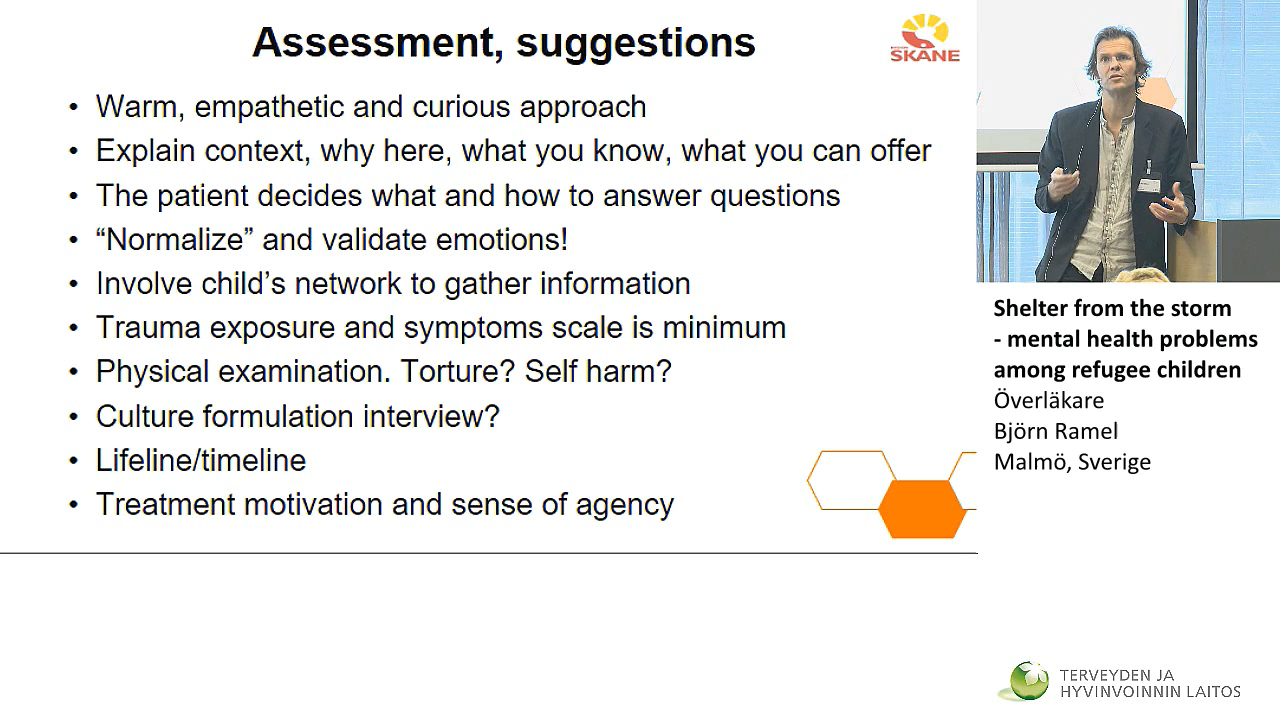 Assessment, suggestions
SKANE
• Warm, empathetic and curious approach
• Explain context, why here, what you know, what you can offer
• The patient decides what and how to answer questions
• “Normalize” and validate emotions!
• Involve child’s network to gather information
• Trauma exposure and symptoms scale is minimum
• Physical examination. Torture? Self harm?
• Culture formulation interview?
• Lifeline/timeline
• Treatment motivation and sense of agency
Shelter from the storm
- mental health problems
among refugee children
Överläkare
Björn Ramel
Malmö, Sverige
TERVEYDEN JA
HYVINVOINNIN LAITOS